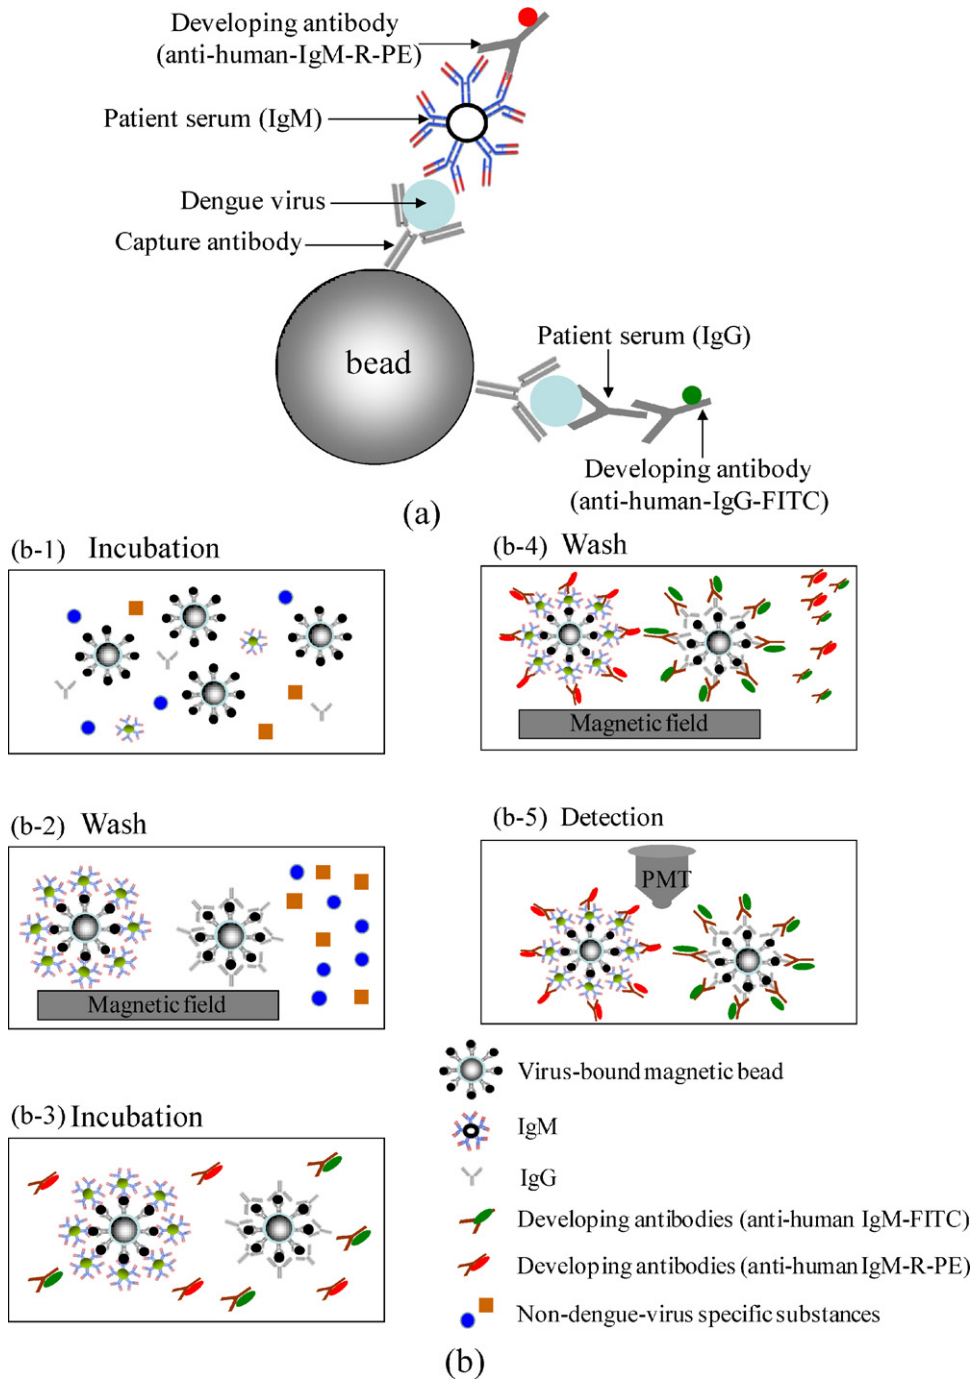 Developing antibody
(anti-human-IgM-R-PE)
Patient serum (IgM)
Dengue virus
Capture antibody
bead
Patient serum (IgG)
Developing antibody
(anti-human-IgG-FITC)
(a)
(b-1) Incubation
(b-4) Wash
Magnetic field
(b-2) Wash
Magnetic field
(b-5) Detection
PMT
(b-3) Incubation
Virus-bound magnetic bead
IgM
IgG
Developing antibodies (anti-human IgM-FITC)
Developing antibodies (anti-human IgM-R-PE)
Non-dengue-virus specific substances
(b)